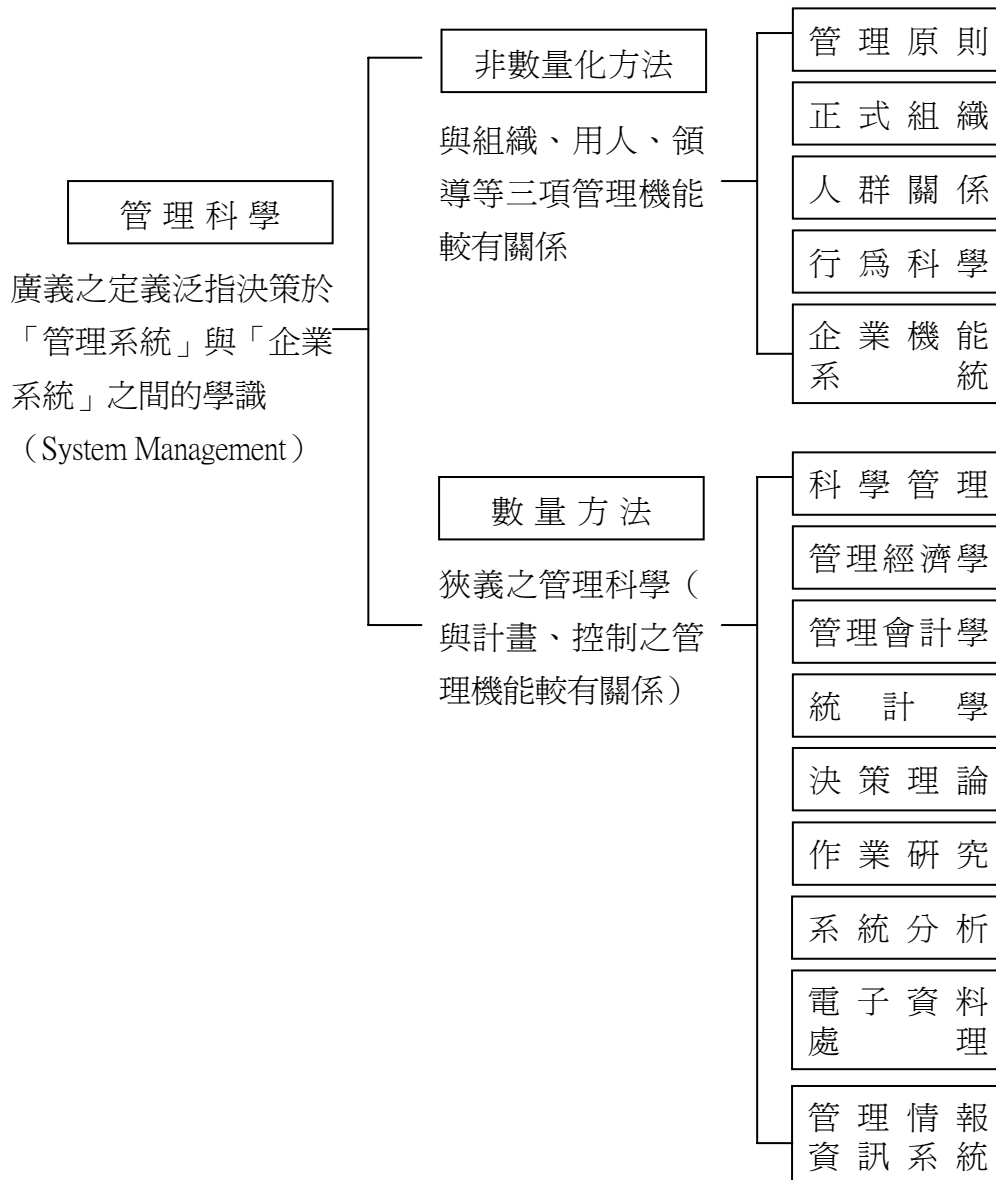 管理科學
廣義之定義泛指決策於
「管理系統」與「企業
系統」之間的學識
（System Management）
非數量化方法
與組織、用人、領
導等三項管理機能
較有關係
管理原則
正式組織
人群關係
行為科學
企業機能
系統
數量方法
狹義之管理科學（
與計畫、控制之管
理機能較有關係）
科學管理
管理經濟學
管理會計學
統計學
決策理論
作業研究
系統分析
電子資料
處理
管理情報
資訊系統